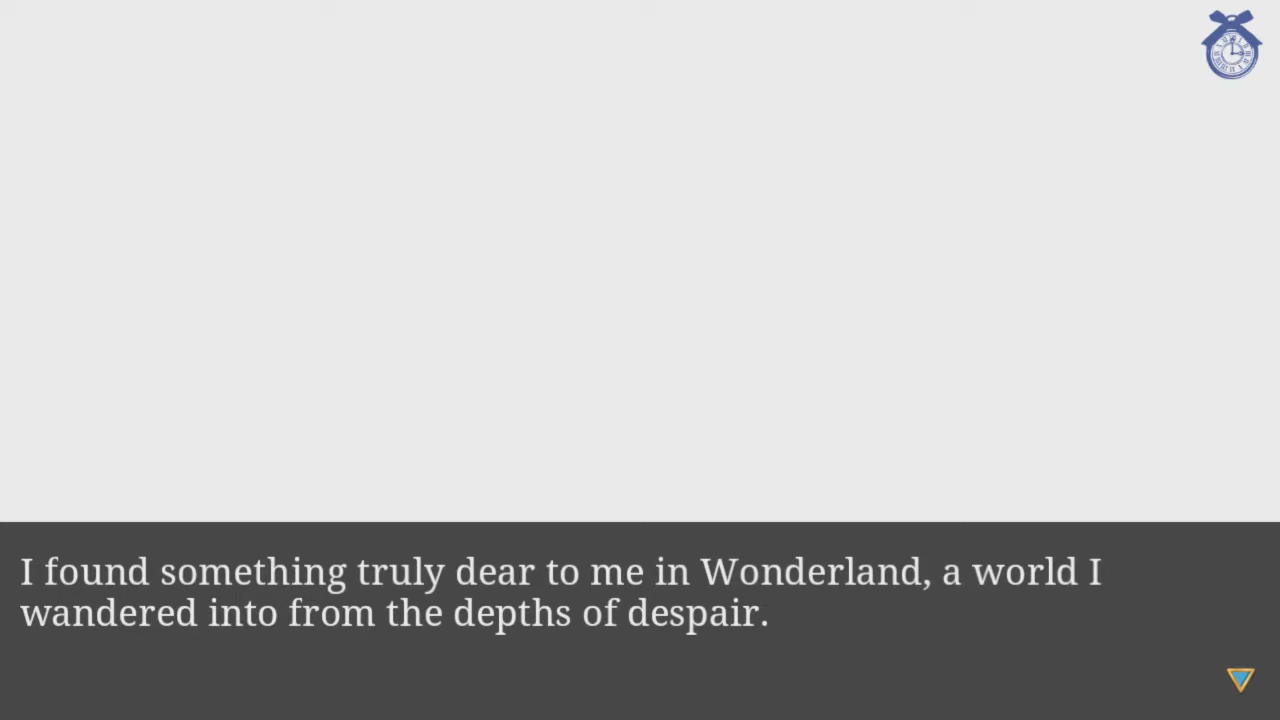 I found something truly dear to me in Wonderland, a world I
wandered into from the depths of despair.